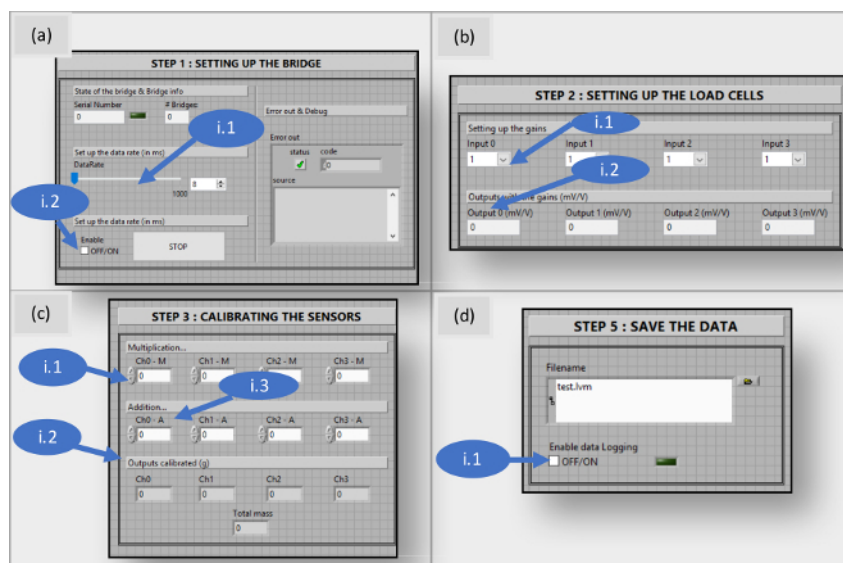 (a)
STEP 1 : SETTING UP THE BRIDGE
State of the bridge & Bridge info
Serial Number # Bridges:
0 0
i.1
Set up the data rate (in ms)
DataRate
1000 8
i.2
Set up the data rate (in ms)
Enable
OFF/ON STOP
Error out & Debug
Error out
status code
0
source
(b)
STEP 2 : SETTING UP THE LOAD CELLS
i.1
Setting up the gains
Input 0 Input 1 Input 2 Input 3
1 1 1 1
i.2
Outputs with the gains (mV/V)
Output 0 (mV/V) Output 1 (mV/V) Output 2 (mV/V) Output 3 (mV/V)
0 0 0 0
(c)
STEP 3 : CALIBRATING THE SENSORS
Multiplication...
Ch0 - M Ch1 - M Ch2 - M Ch3 - M
i.1
0 0 0 0
i.3
Addition...
Ch0 - A Ch1 - A Ch2 - A Ch3 - A
0 0 0 0
i.2
Outputs calibrated (g)
Ch0 Ch1 Ch2 Ch3
0 0 0 0
Total mass
0
(d)
STEP 5 : SAVE THE DATA
Filename
test.lvm
Enable data Logging
i.1
OFF/ON